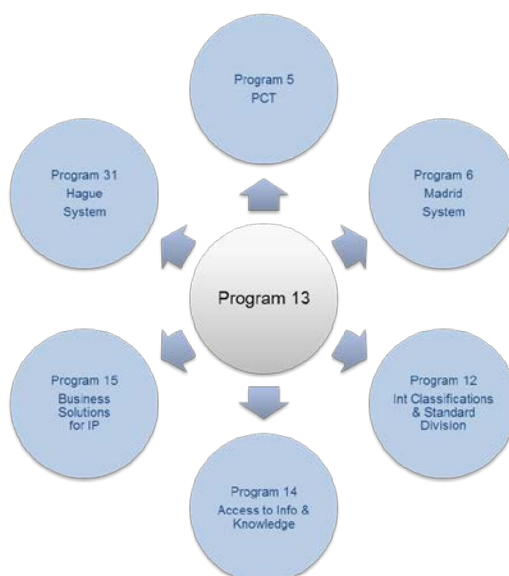 Program 5
PCT
Program 31
Hague
System
Program 6
Madrid
System
Program 13
Program 15
Business
Solutions
for IP
Program 12
Int Classifications
& Standard
Division
Program 14
Access to Info &
Knowledge